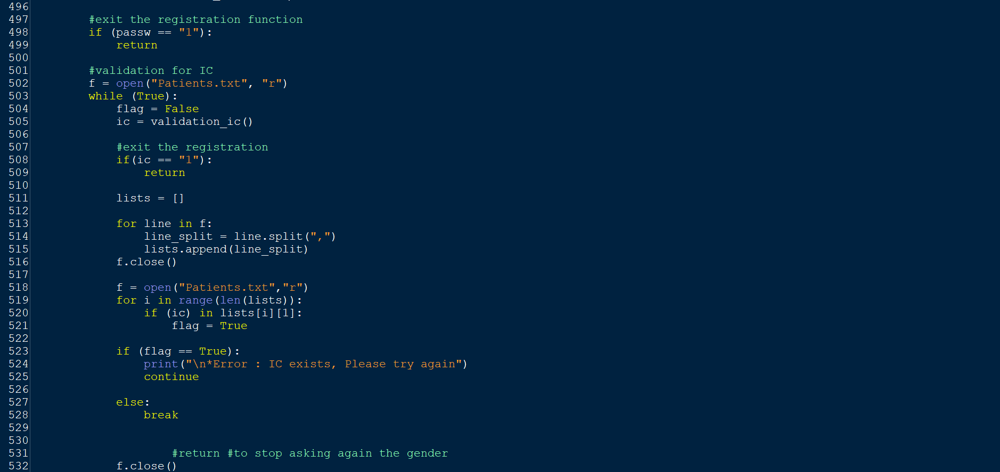 496
497 #exit the registration function
498 if (passw == "1"):
499 return
500
501 #validation for IC
502 f = open("Patients.txt", "r")
503 while (True):
504 flag = False
505 ic = validation_ic()
506
507 #exit the registration
508 if(ic == "1"):
509 return
510
511 lists = []
512
513 for line in f:
514 line_split = line.split(",")
515 lists.append(line_split)
516 f.close()
517
518 f = open("Patients.txt","r")
519 for i in range(len(lists)):
520 if (ic) in lists[i][1]:
521 flag = True
522
523 if (flag == True):
524 print("\n*Error : IC exists, Please try again")
525 continue
526
527 else:
528 break
529
530
531 #return #to stop asking again the gender
532 f.close()